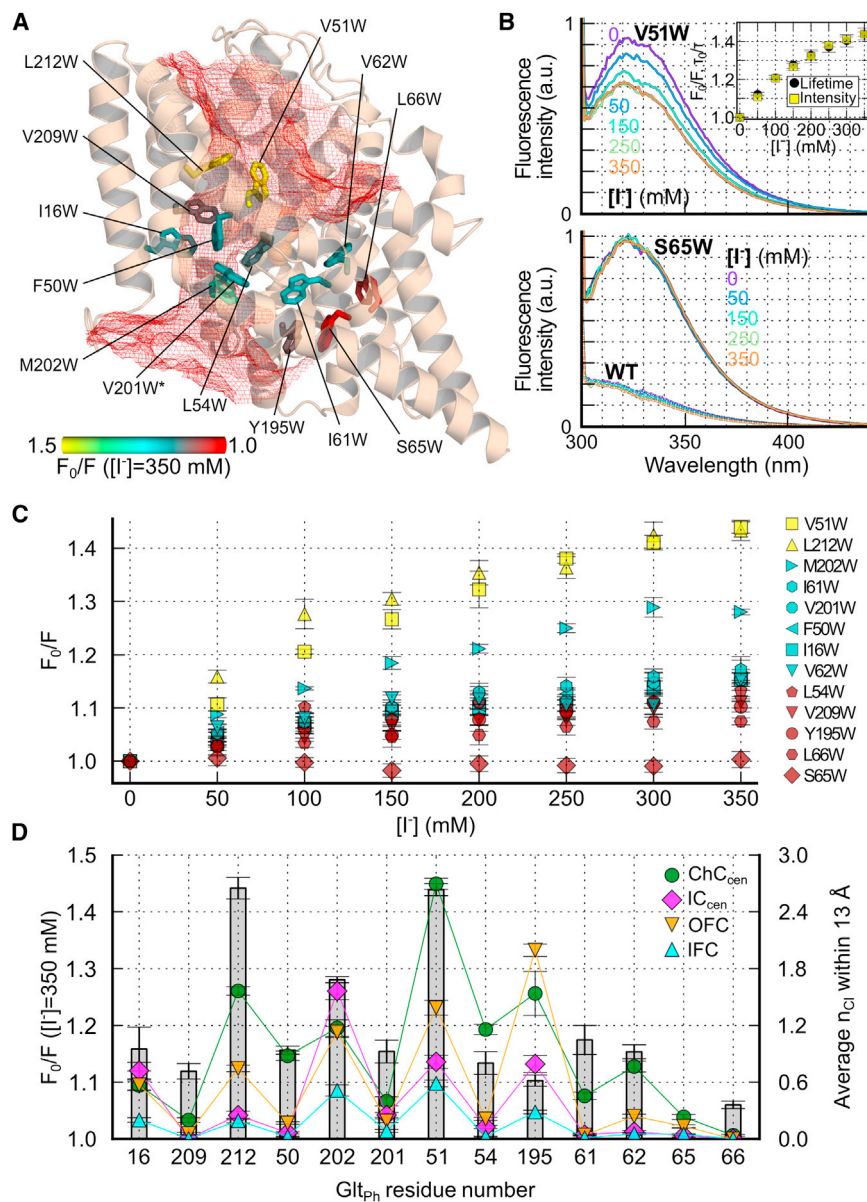 A
V51W
L212W
V62W
V209W
L66W
I16W
F50W
M202W
V201W*
L54W
Y195W
I61W
S65W
1.5
1.0
F0/F ([I-]=350 mM)
B
Fluorescence
intensity (a.u.)
1
0
V51W
0
50
150
250
350
[I-] (mM)
F0/F, τ0/τ
1.4
1.2
1.0
Lifetime
Intensity
0 100 200 300
[I-] (mM)
Fluorescence
intensity (a.u.)
1
0
S65W
[I-] (mM)
0
50
150
250
350
WT
300 350 400
Wavelength (nm)
C
F0/F
1.4
1.3
1.2
1.1
1.0
0 50 100 150 200 250 300 350
[I-] (mM)
V51W
L212W
M202W
I61W
V201W
F50W
I16W
V62W
L54W
V209W
Y195W
L66W
S65W
D
F0/F ([I-]=350 mM)
1.5
1.4
1.3
1.2
1.1
1.0
ChCcen
ICcen
OFC
IFC
3.0
2.4
1.8
1.2
0.6
0.0
Average nCl within 13 Å
16 209 212 50 202 201 51 54 195 61 62 65 66
GltPh residue number